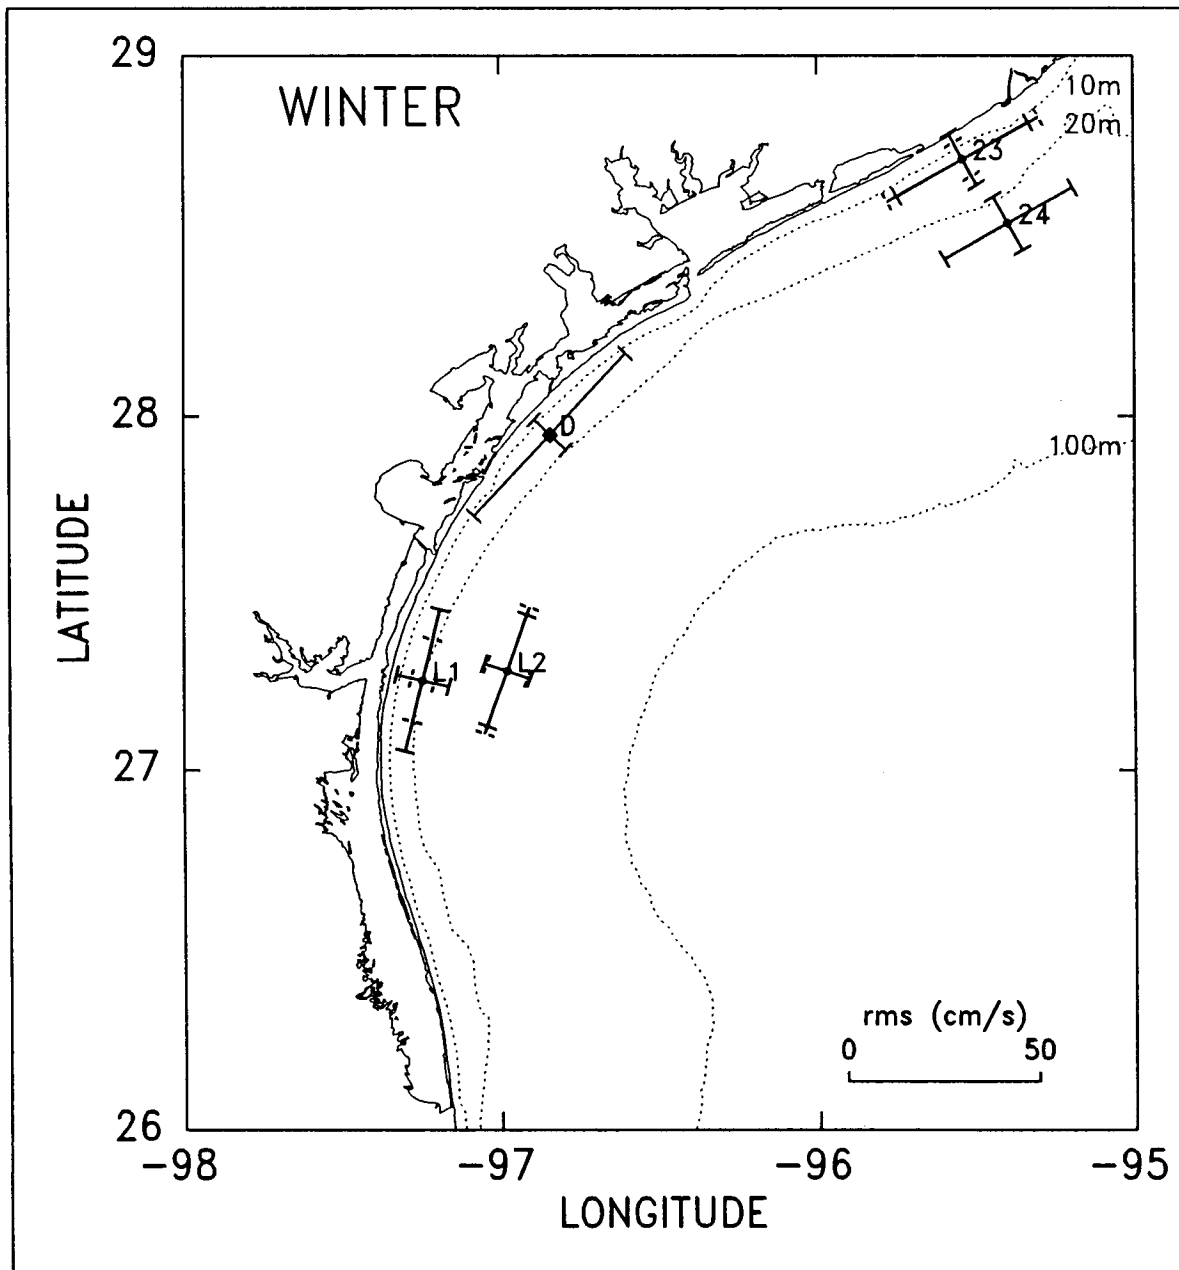 29
WINTER
10m
20m
23
24
28
D
100m
LATITUDE
L1
L2
27
rms (cm/s)
0 50
26
-98 -97 -96 -95
LONGITUDE